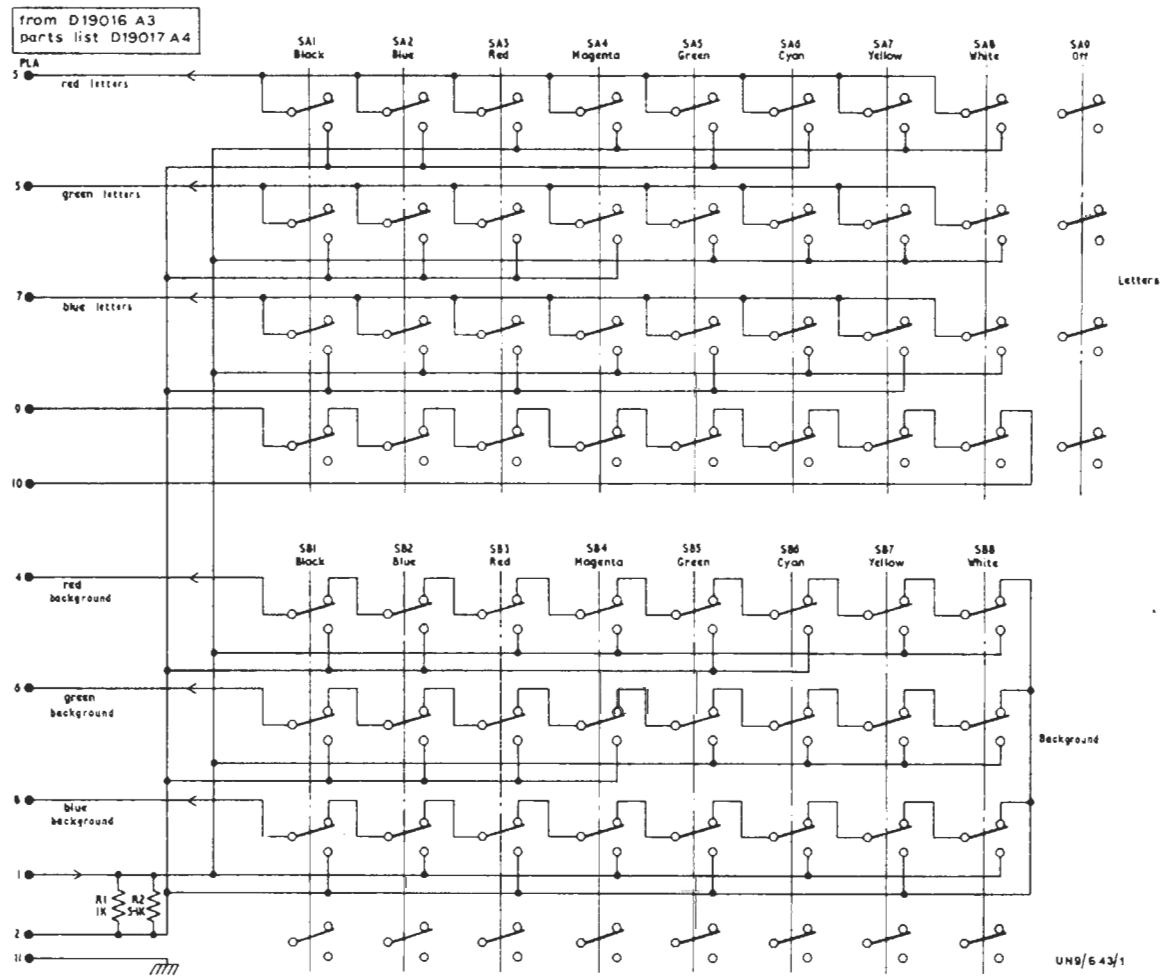 from D19016 A3
parts list D19017 A4
PLA
SA1 SA2 SA3 SA4 SA5 SA6 SA7 SA8 SA9
Black Blue Red Magenta Green Cyan Yellow White Off
red letters
5
green letters
Letters
7
blue letters
9
10
SB1 SB2 SB3 SB4 SB5 SB6 SB7 SB8
Black Blue Red Magenta Green Cyan Yellow White
4
red
background
6
green
background
Background
8
blue
background
1
R1 R2
1K
2
11
UN9/643/1